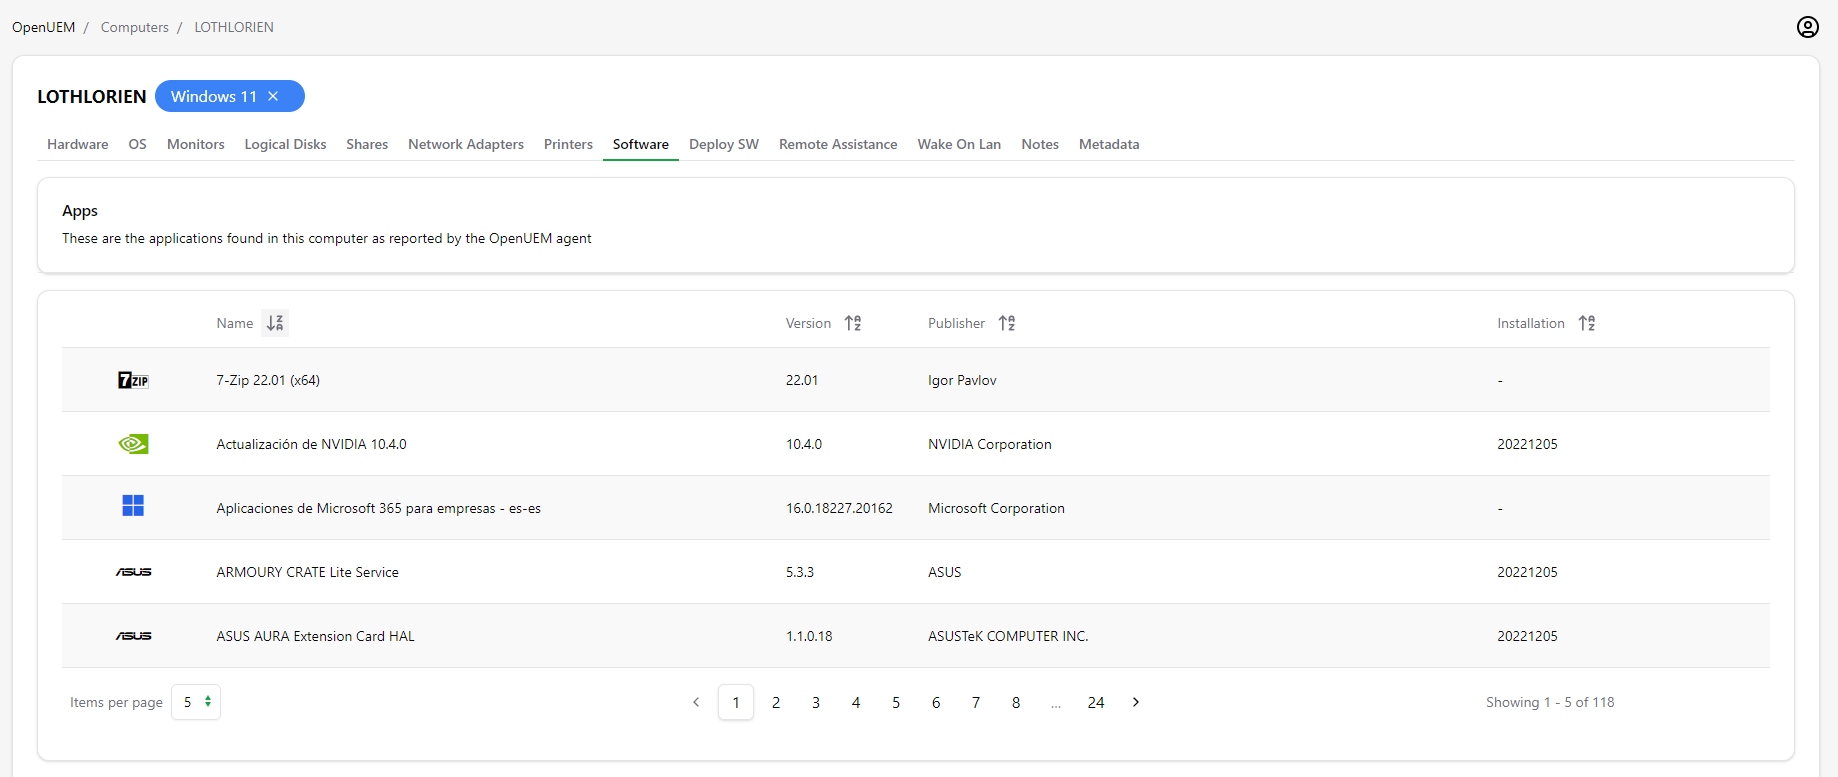 OpenUEM / Computers / LOTHLORIEN
LOTHLORIEN Windows 11 ×
Hardware OS Monitors Logical Disks Shares Network Adapters Printers Software Deploy SW Remote Assistance Wake On Lan Notes Metadata
Apps
These are the applications found in this computer as reported by the OpenUEM agent
Name Version Publisher Installation
7ZIP 7-Zip 22.01 (x64) 22.01 Igor Pavlov -
Actualización de NVIDIA 10.4.0 10.4.0 NVIDIA Corporation 20221205
Aplicaciones de Microsoft 365 para empresas - es-es 16.0.18227.20162 Microsoft Corporation -
ASUS ARMOURY CRATE Lite Service 5.3.3 ASUS 20221205
ASUS ASUS AURA Extension Card HAL 1.1.0.18 ASUSTeK COMPUTER INC. 20221205
Items per page 5 < 1 2 3 4 5 6 7 8 ... 24 > Showing 1 - 5 of 118